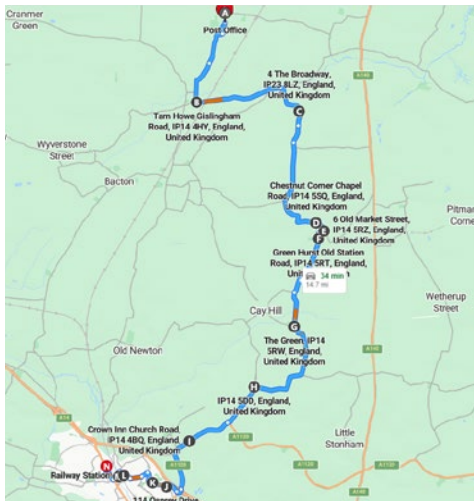 Cranmer
Green
A
Post Office
A140
4 The Broadway,
IP23 8LZ, England,
United Kingdom
B
C
Tarn Howe Gislingham
Road, IP14 4HY, England,
United Kingdom
Wyverstone
Street
Bacton
Chestnut Corner Chapel
Road, IP14 5SQ, England,
United Kingdom
D
E
F
6 Old Market Street,
IP14 5RZ, England,
United Kingdom
Pitman
Corne
Green Hurst Old Station
Road, IP14 5RT, England,
34 min
14.7 mi
Wetherup
Street
Cay Hill
G
The Green, IP14
5RW, England,
United Kingdom
A140
Old Newton
H
IP14 5DD, England,
United Kingdom
A14
Crown Inn Church Road,
IP14 4BQ, England,
United Kingdom
I
A1120
Little
Stonham
A1120
N
Railway Station
K
L
K
J